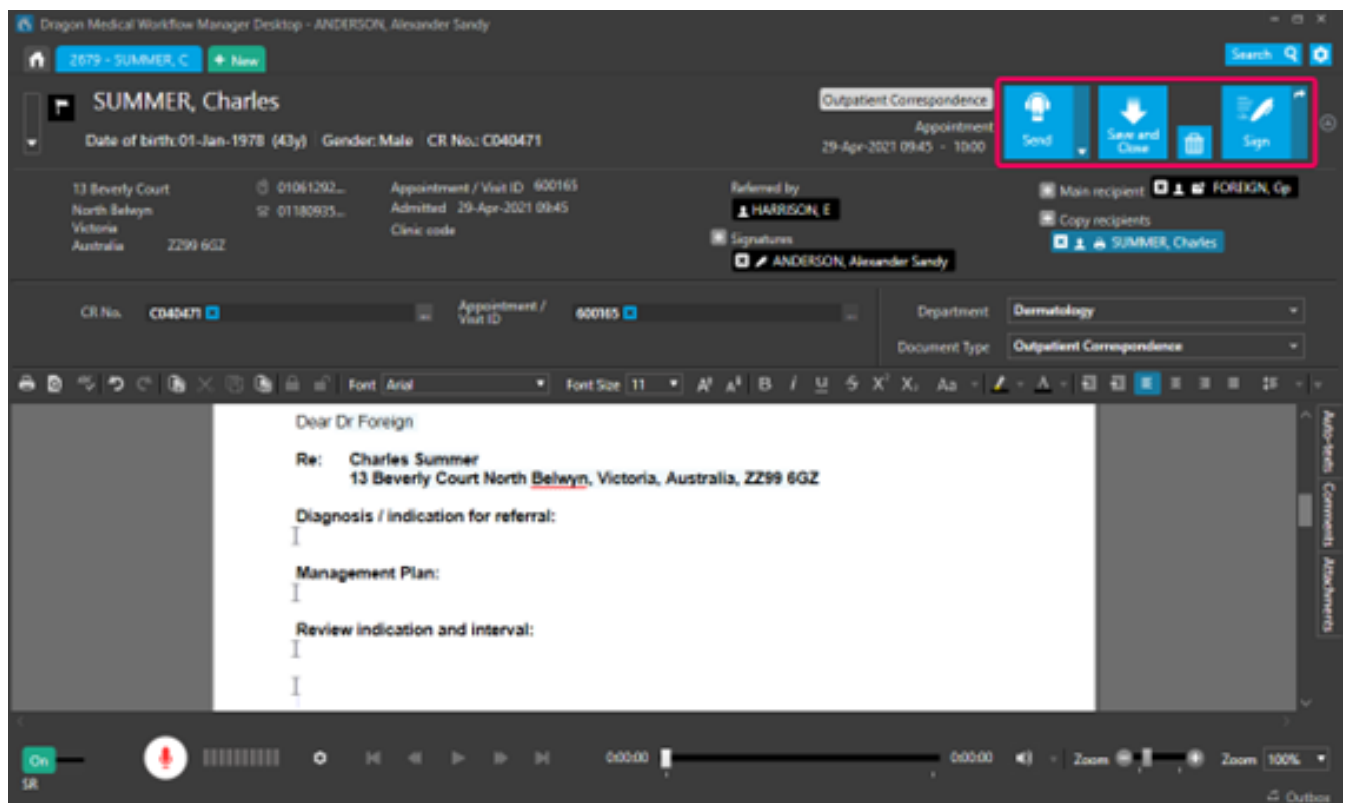 Dragon Medical Workflow Manager Desktop - ANDERSON, Alexander Sandy
2679 - SUMMER, C
+ New
Search
SUMMER, Charles
Date of birth: 01-Jan-1978 (43y) Gender: Male CR No.: C040471
Outpatient Correspondence
Appointment
29-Apr-2021 09:45 - 10:00
Send
Save and Close
Sign
13 Beverly Court
North Belwyn
Victoria
Australia ZZ99 6GZ
01061292...
01180935...
Appointment / Visit ID 600165
Admitted 29-Apr-2021 09:45
Clinic code
Referred by
HARRISON, E
Signatures
ANDERSON, Alexander Sandy
Main recipient FOREIGN, Gp
Copy recipients
SUMMER, Charles
CR No. C040471 ...
Appointment / Visit ID 600165 ...
Department Dermatology
Document Type Outpatient Correspondence
Font Arial Font Size 11 B I U X² X, Aa
Dear Dr Foreign
Re: Charles Summer
13 Beverly Court North Belwyn, Victoria, Australia, ZZ99 6GZ
Diagnosis / indication for referral:
Management Plan:
Review indication and interval:
Auto-texts
Comments
Attachments
On
SR
0:00:00
0:00:00
Zoom
Zoom 100%
Outbox